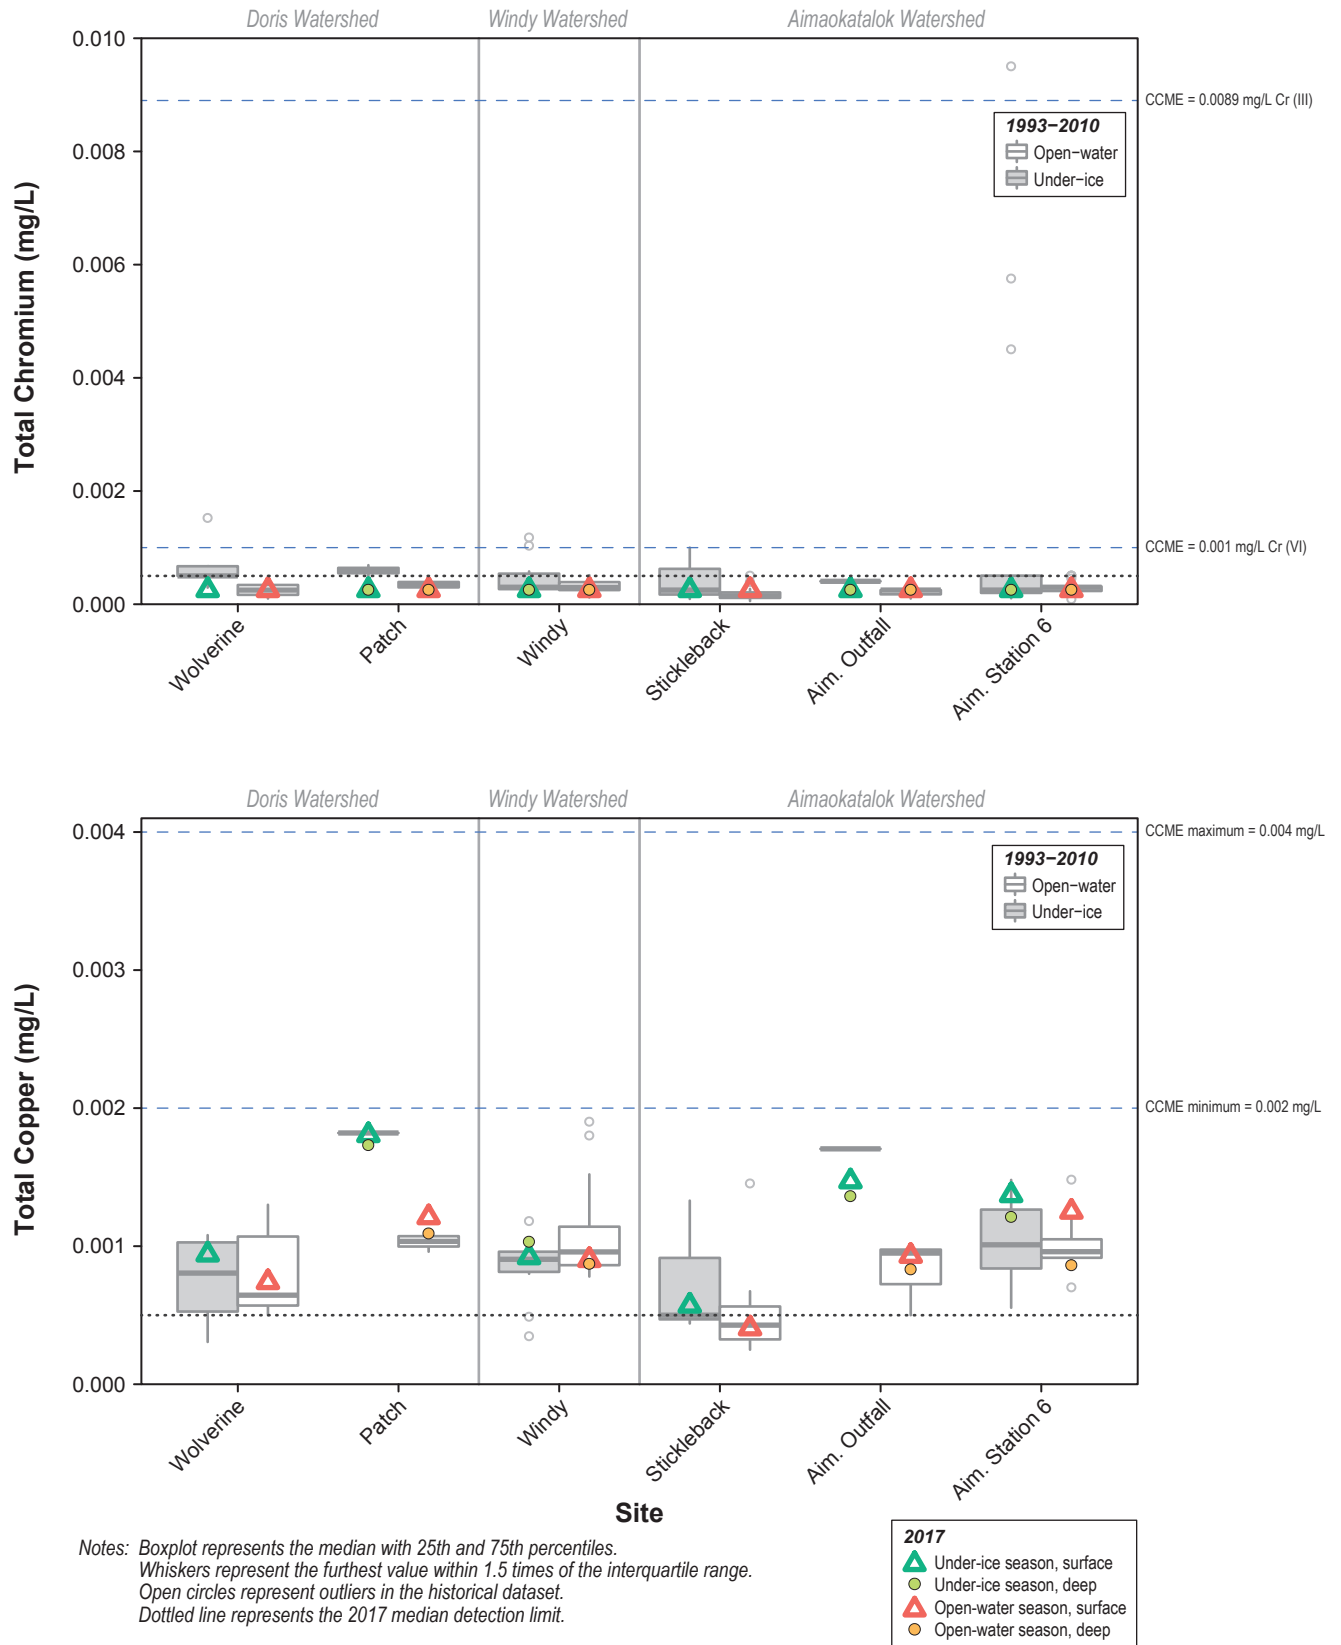 Doris Watershed Windy Watershed Aimaokatalok Watershed
0.010
CCME = 0.0089 mg/L Cr (III)
1993–2010
Open–water
Under–ice
0.008
0.006
0.004
0.002
CCME = 0.001 mg/L Cr (VI)
0.000
Total Chromium (mg/L)
Wolverine Patch Windy Stickleback Aim. Outfall Aim. Station 6
Doris Watershed Windy Watershed Aimaokatalok Watershed
0.004
CCME maximum = 0.004 mg/L
1993–2010
Open–water
Under–ice
0.003
0.002
CCME minimum = 0.002 mg/L
0.001
0.000
Total Copper (mg/L)
Wolverine Patch Windy Stickleback Aim. Outfall Aim. Station 6
Site
Notes: Boxplot represents the median with 25th and 75th percentiles.
Whiskers represent the furthest value within 1.5 times of the interquartile range.
Open circles represent outliers in the historical dataset.
Dotted line represents the 2017 median detection limit.
2017
Under-ice season, surface
Under-ice season, deep
Open-water season, surface
Open-water season, deep